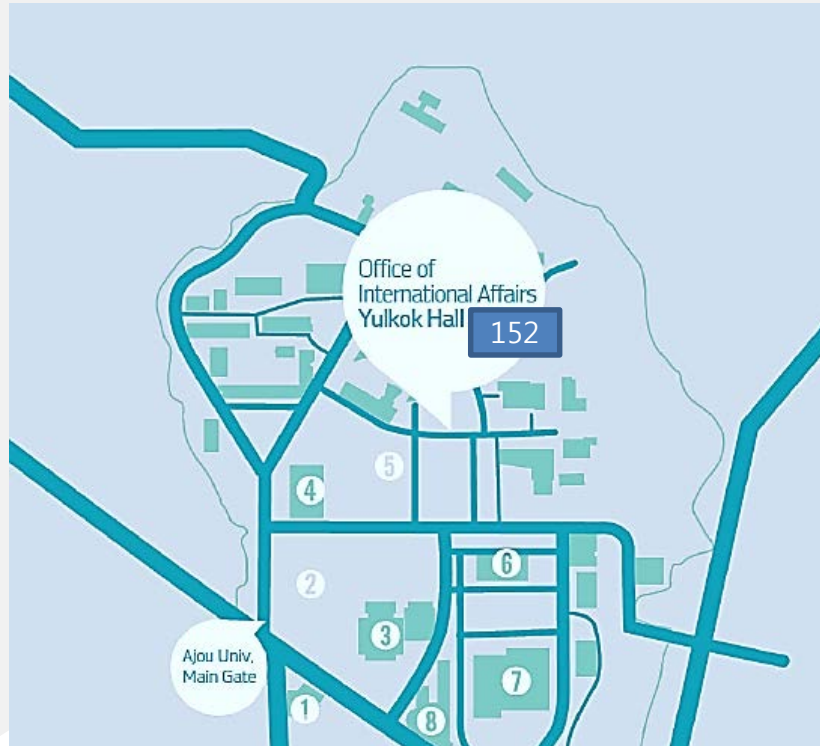 Office of
International Affairs
Yulkok Hall
152
5
4
6
2
3
Ajou Univ,
Main Gate
7
1
8